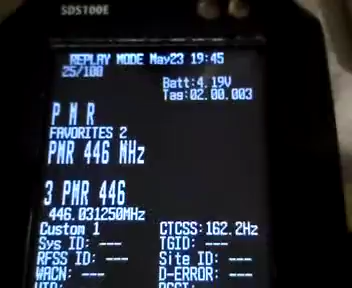 SDS100E
REPLAY MODE May23 19:45
25/100
Batt:4.19V
Tag:02.00.003
P M R
FAVORITES 2
PMR 446 MHz
3 PMR 446
446.031250MHz
Custom 1 CTCSS:162.2Hz
Sys ID: --- TGID: ---
RFSS ID: --- Site ID: ---
WACN: --- D-ERROR: ---